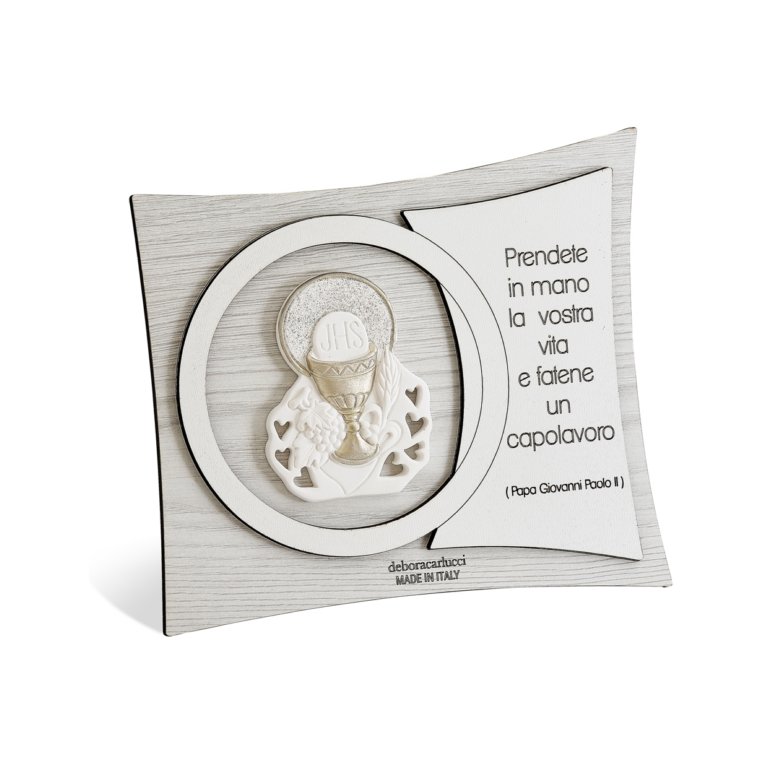 JHS
Prendete
in mano
la vostra
vita
e fatene
un
capolavoro
( Papa Giovanni Paolo II )
deboracarlucci
MADE IN ITALY